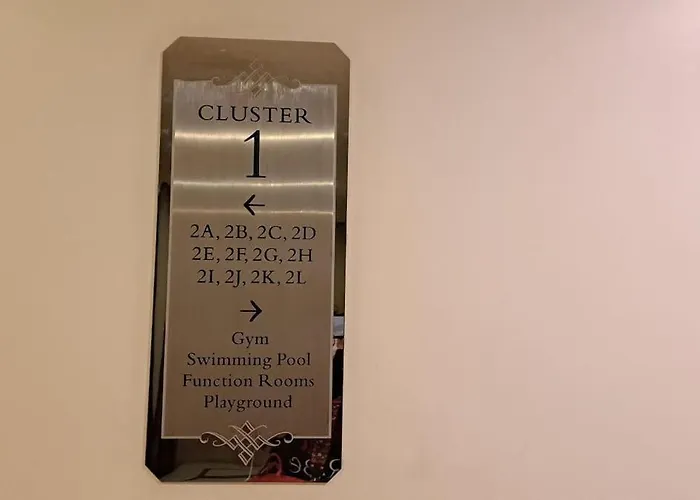 CLUSTER
1
←
2A, 2B, 2C, 2D
2E, 2F, 2G, 2H
2I, 2J, 2K, 2L
→
Gym
Swimming Pool
Function Rooms
Playground